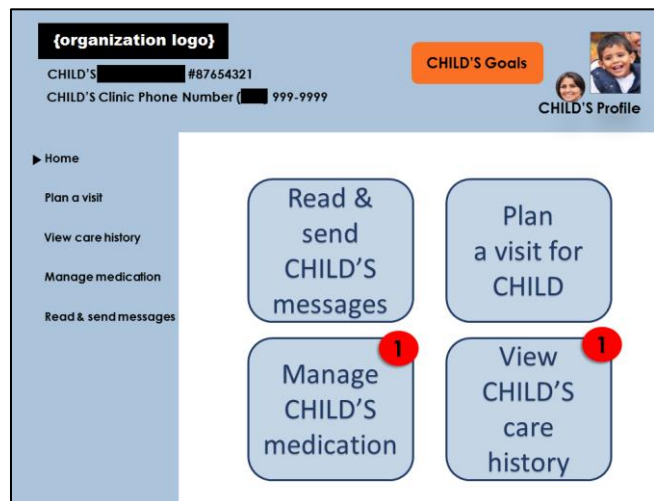 {organization logo}
CHILD'S #87654321
CHILD'S Clinic Phone Number ( ) 999-9999
CHILD'S Goals
CHILD'S Profile
Home
Plan a visit
View care history
Manage medication
Read & send messages
Read &
send
CHILD'S
messages
Plan
a visit for
CHILD
1
Manage
CHILD'S
medication
1
View
CHILD'S
care
history